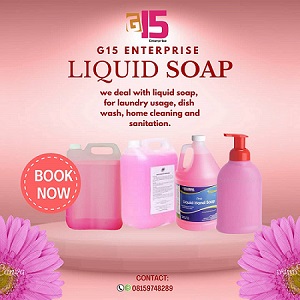 G15
Enterprise
G15 ENTERPRISE
LIQUID SOAP
we deal with liquid soap,
for laundry usage, dish
wash, home cleaning and
sanitation.
BOOK
NOW
Liquid Hand Soap
CONTACT:
08159748289